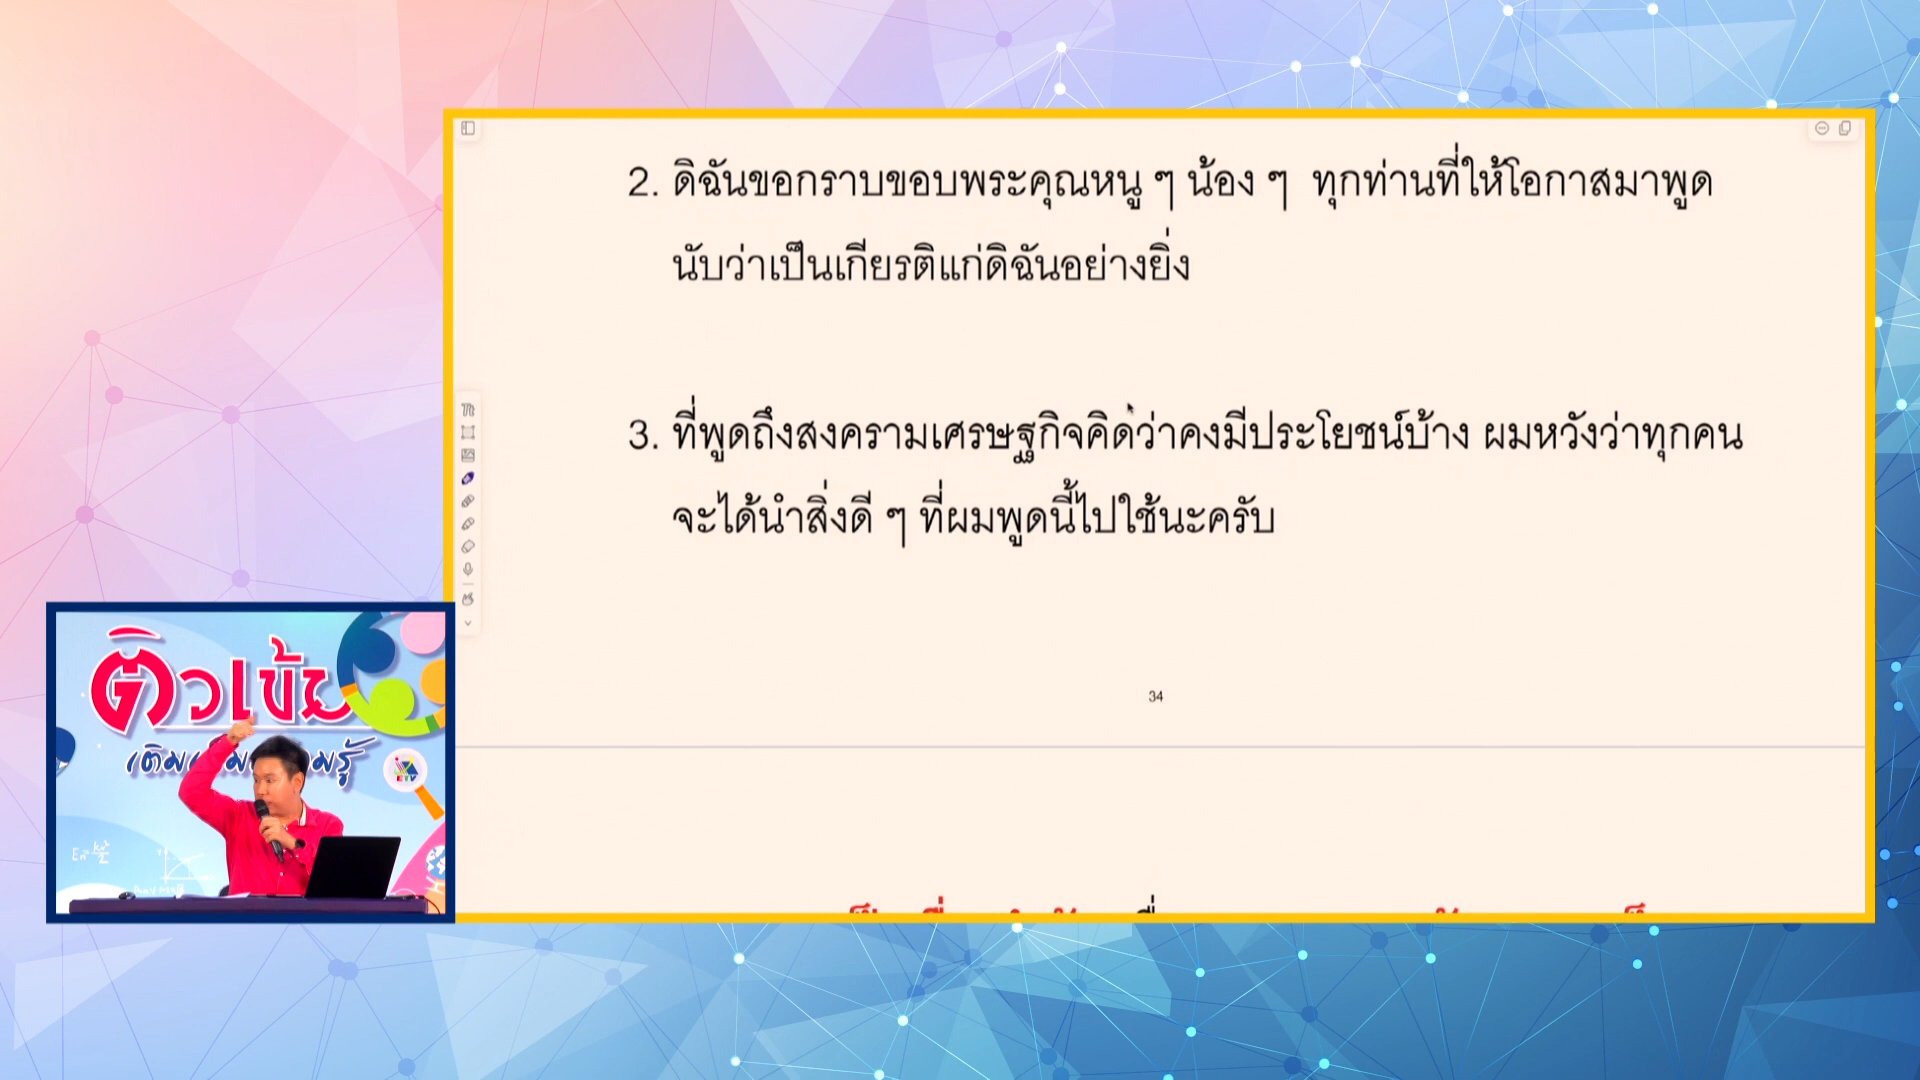 2. ดิฉันขอกราบขอบพระคุณหนู ๆ น้อง ๆ ทุกท่านที่ให้โอกาสมาพูด
นับว่าเป็นเกียรติแก่ดิฉันอย่างยิ่ง
3. ที่พูดถึงสงครามเศรษฐกิจคิดว่าคงมีประโยชน์บ้าง ผมหวังว่าทุกคน
จะได้นำสิ่งดี ๆ ที่ผมพูดนี้ไปใช้นะครับ
34
ติวเข้ม
ETV